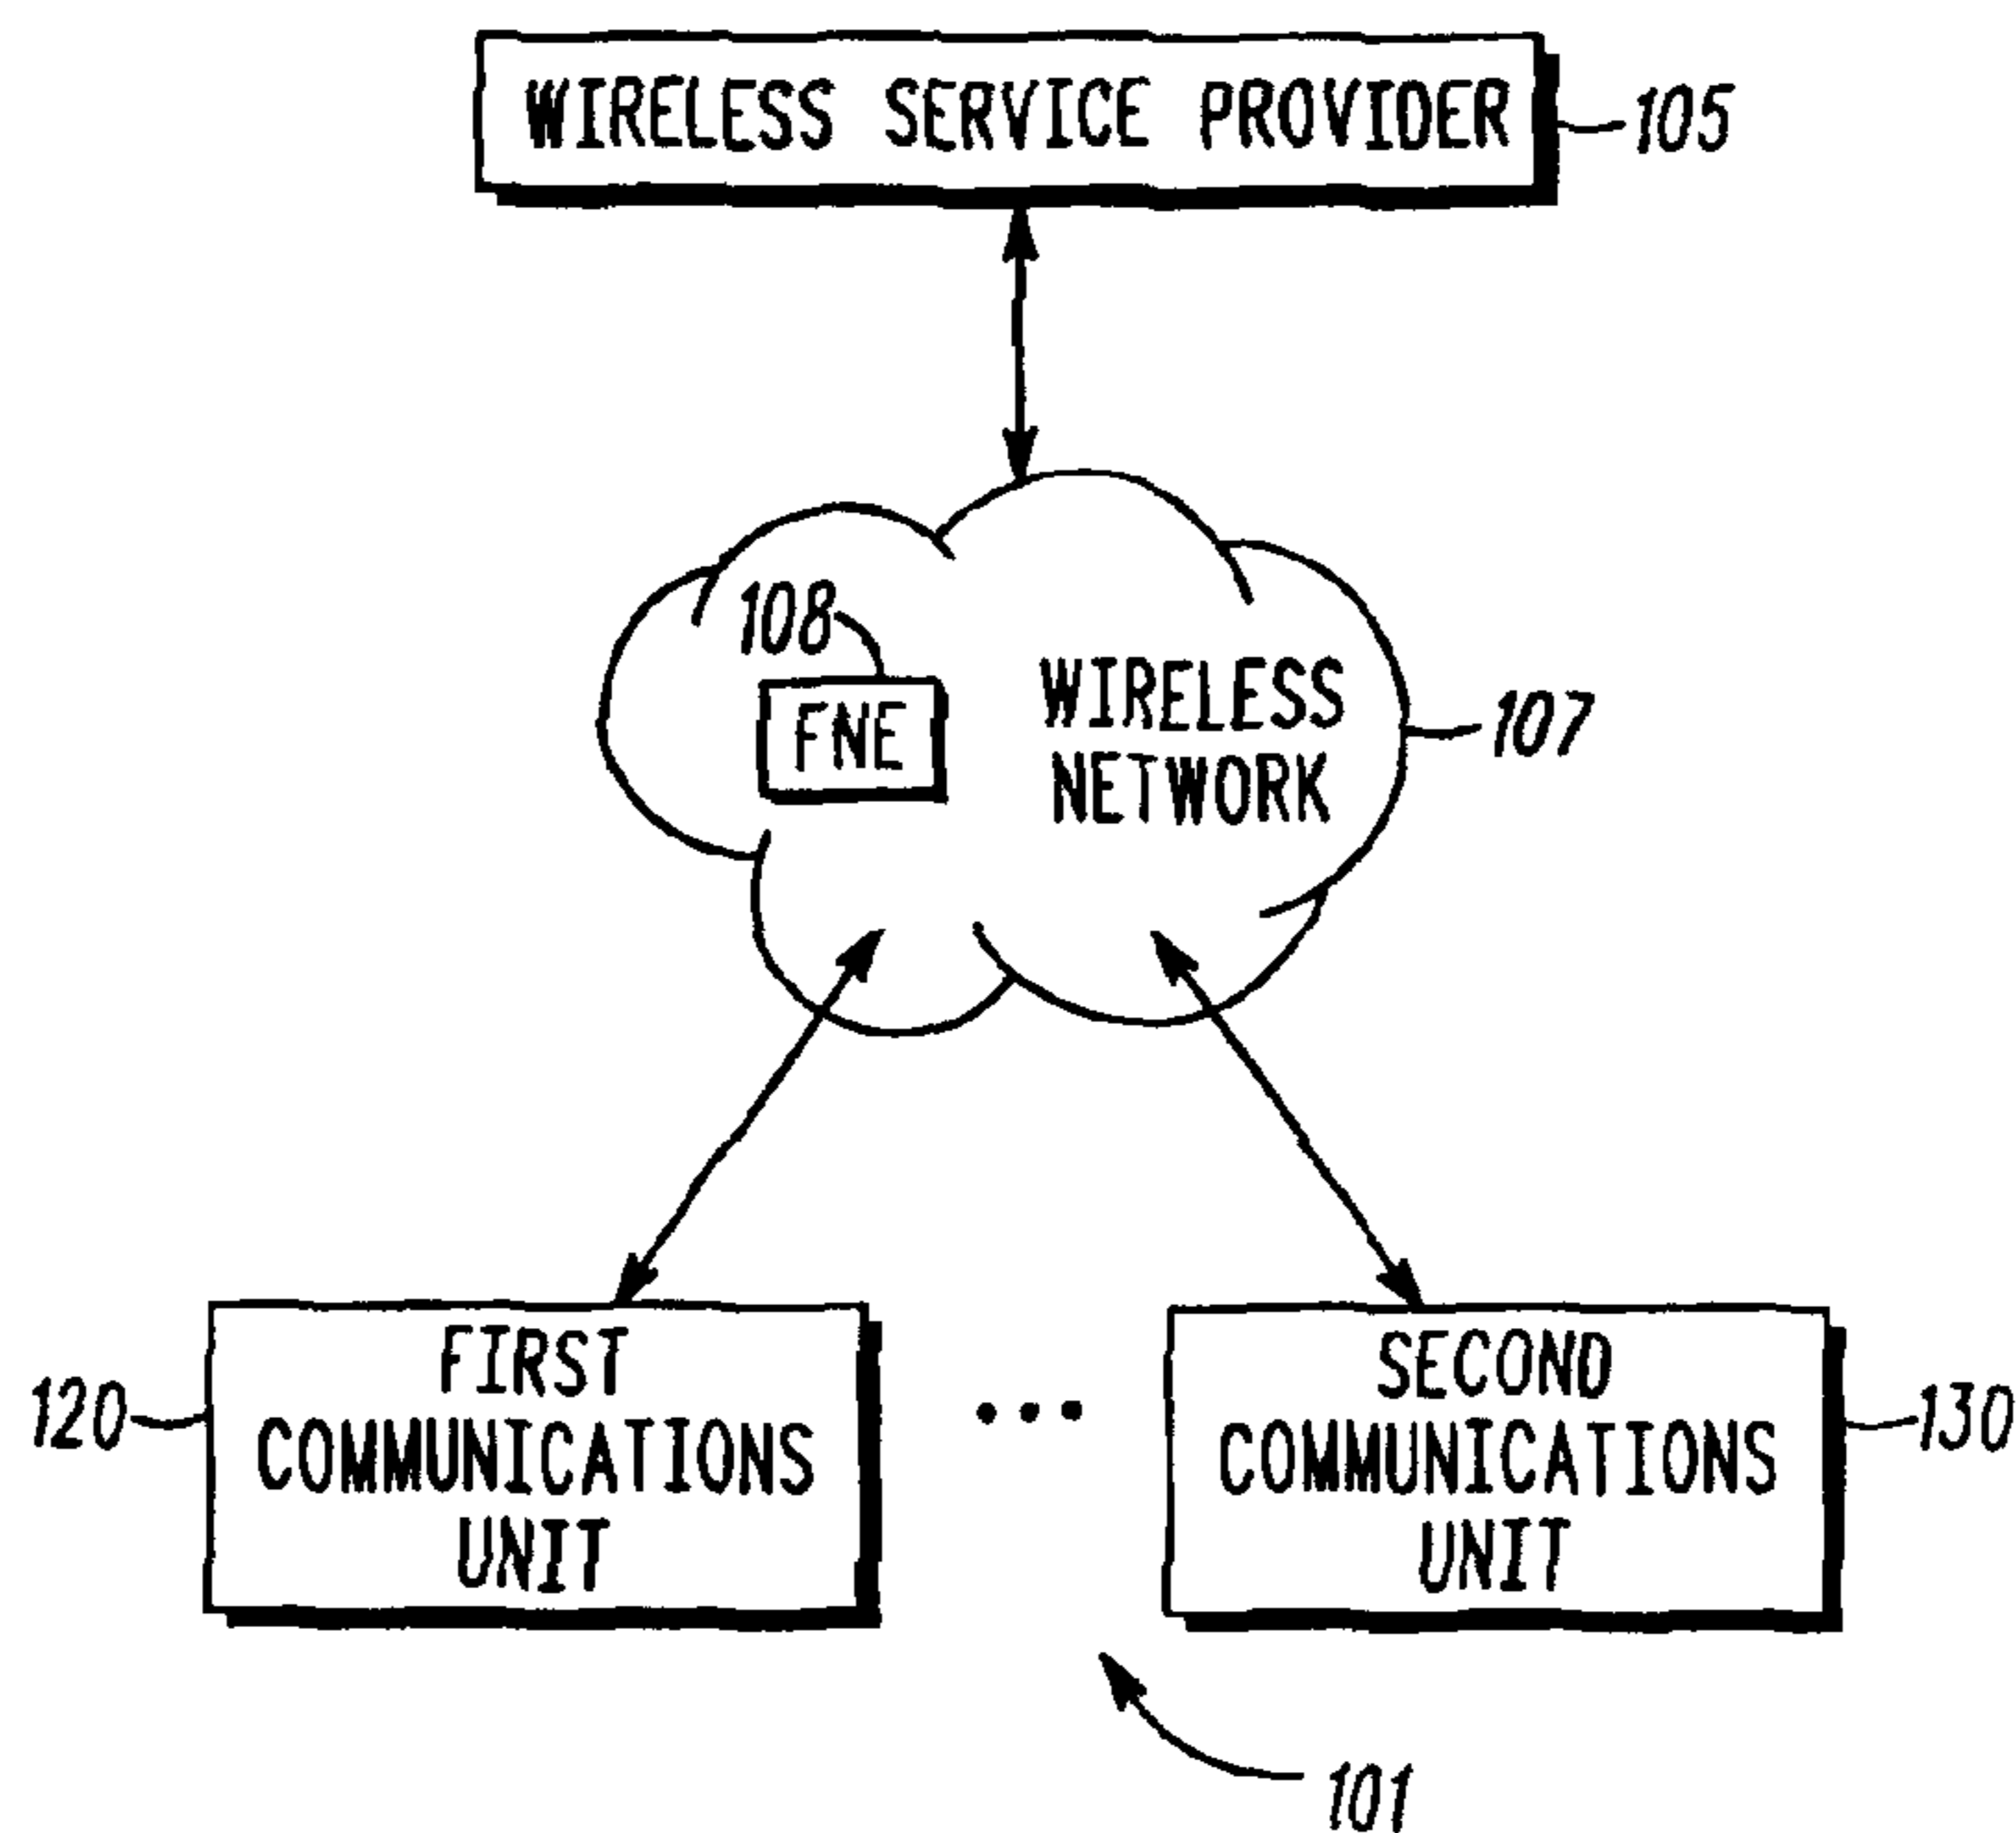 WIRELESS SERVICE PROVIDER
105
108
FNE
WIRELESS
NETWORK
107
120
FIRST
COMMUNICATIONS
UNIT
SECOND
COMMUNICATIONS
UNIT
130
101